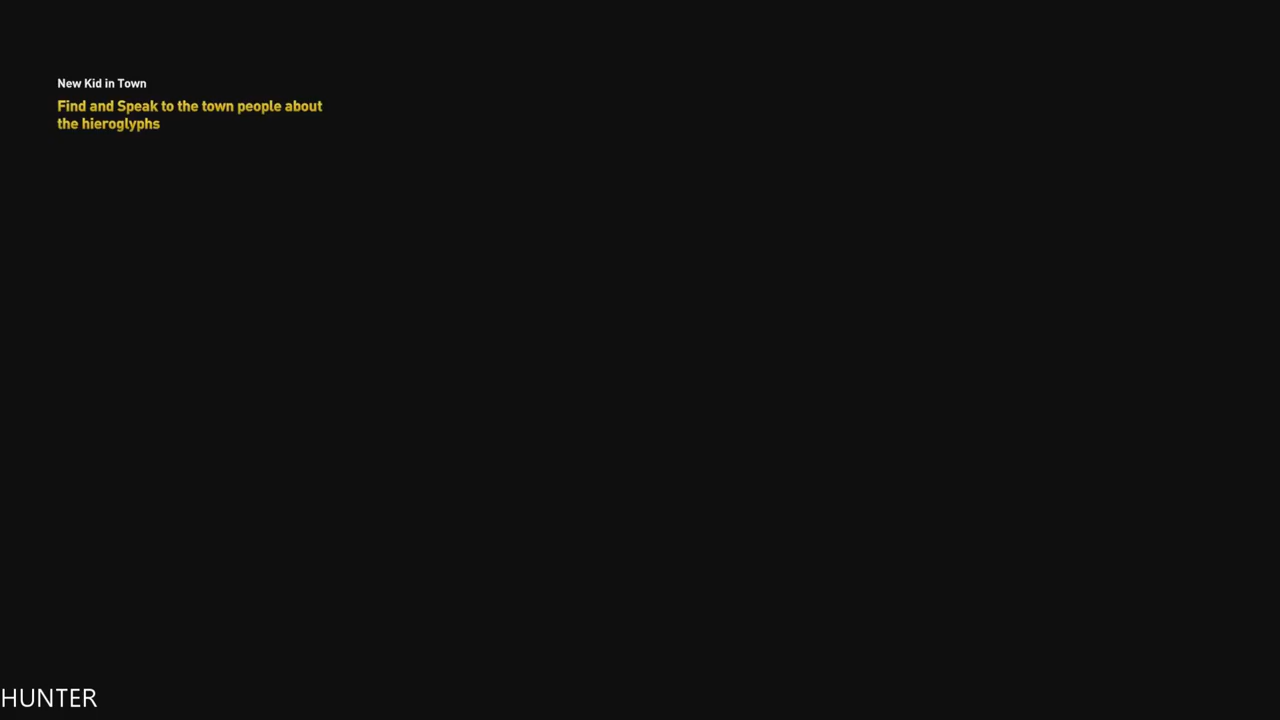 New Kid in Town
Find and Speak to the town people about
the hieroglyphs
HUNTER